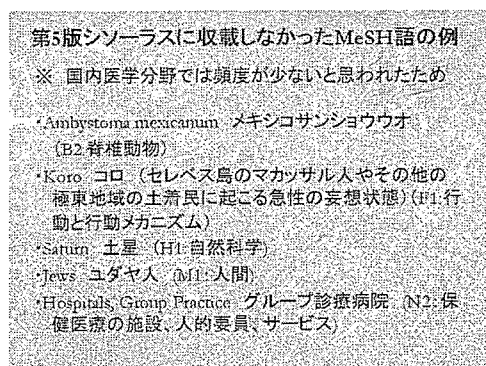 第5版シソーラスに収載しなかったMeSH語の例
※ 国内医学分野では頻度が少ないと思われたため
・Ambystoma mexicanum メキシコサンショウウオ
(B2:脊椎動物)
・Koro コロ (セレベス島のマカッサル人やその他の
極東地域の土着民に起こる急性の妄想状態)(F1:行
動と行動メカニズム)
・Saturn 土星 (H1:自然科学)
・Jews ユダヤ人 (M1:人間)
・Hospitals, Group Practice グループ診療病院 (N2:保
健医療の施設、人的要員、サービス)